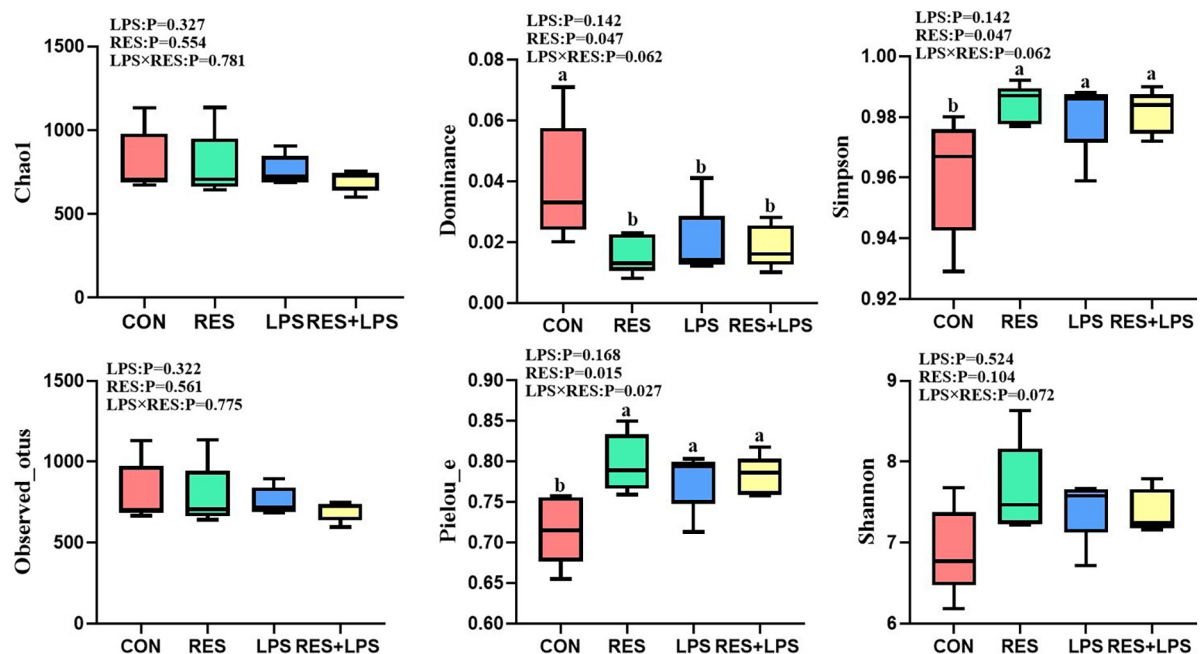 LPS:P=0.327
RES:P=0.554
LPS×RES:P=0.781
1500
1000
500
0
Chao1
CON RES LPS RES+LPS
LPS:P=0.142
RES:P=0.047
LPS×RES:P=0.062
0.08
0.06
0.04
0.02
0.00
Dominance
a b b b
CON RES LPS RES+LPS
LPS:P=0.142
RES:P=0.047
LPS×RES:P=0.062
1.00
0.98
0.96
0.94
0.92
Simpson
b a a a
CON RES LPS RES+LPS
LPS:P=0.322
RES:P=0.561
LPS×RES:P=0.775
1500
1000
500
0
Observed_otus
CON RES LPS RES+LPS
LPS:P=0.168
RES:P=0.015
LPS×RES:P=0.027
0.90
0.85
0.80
0.75
0.70
0.65
0.60
Pielou_e
b a a a
CON RES LPS RES+LPS
LPS:P=0.524
RES:P=0.104
LPS×RES:P=0.072
9
8
7
6
Shannon
CON RES LPS RES+LPS